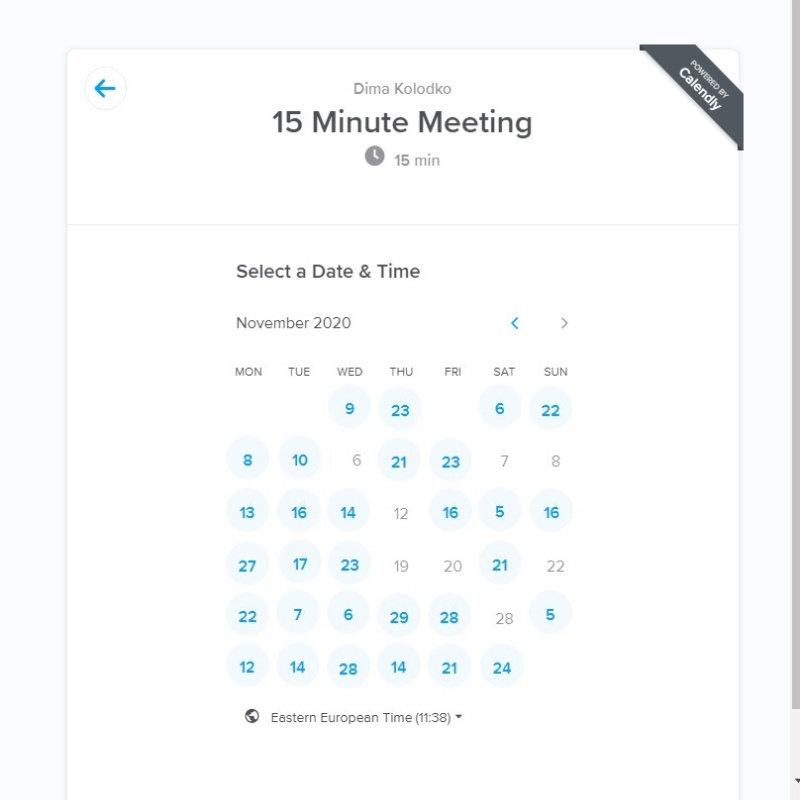 POWERED BY
Calendly
Dima Kolodko
15 Minute Meeting
15 min
Select a Date & Time
November 2020
MON TUE WED THU FRI SAT SUN
9 23 6 22
8 10 6 21 23 7 8
13 16 14 12 16 5 16
27 17 23 19 20 21 22
22 7 6 29 28 28 5
12 14 28 14 21 24
Eastern European Time (11:38)